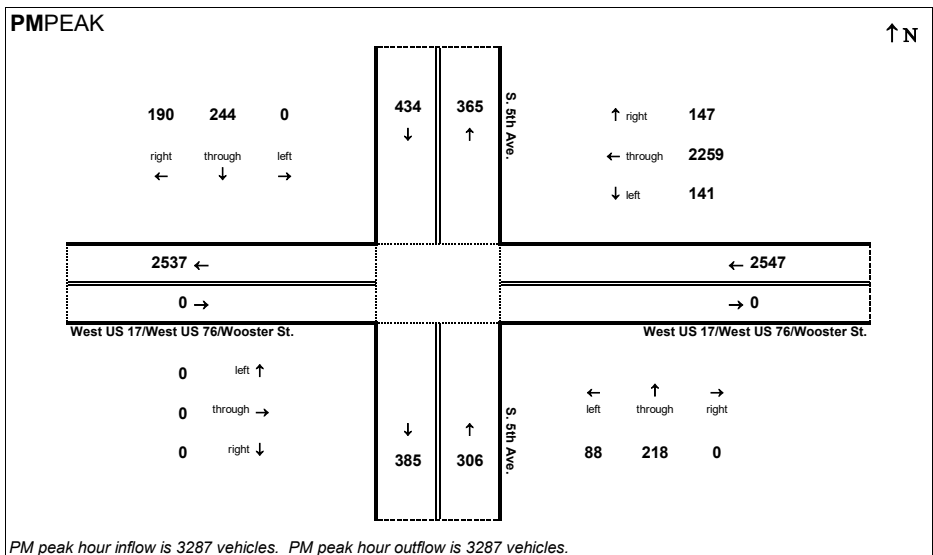 PMPEAK
↑ N
190 244 0
right through left
← ↓ →
434 365
↓ ↑
S. 5th Ave.
↑ right 147
← through 2259
↓ left 141
2537 ←
0 →
← 2547
→ 0
West US 17/West US 76/Wooster St.
West US 17/West US 76/Wooster St.
0 left ↑
0 through →
0 right ↓
↓ ↑
385 306
S. 5th Ave.
← ↑ →
left through right
88 218 0
PM peak hour inflow is 3287 vehicles. PM peak hour outflow is 3287 vehicles.